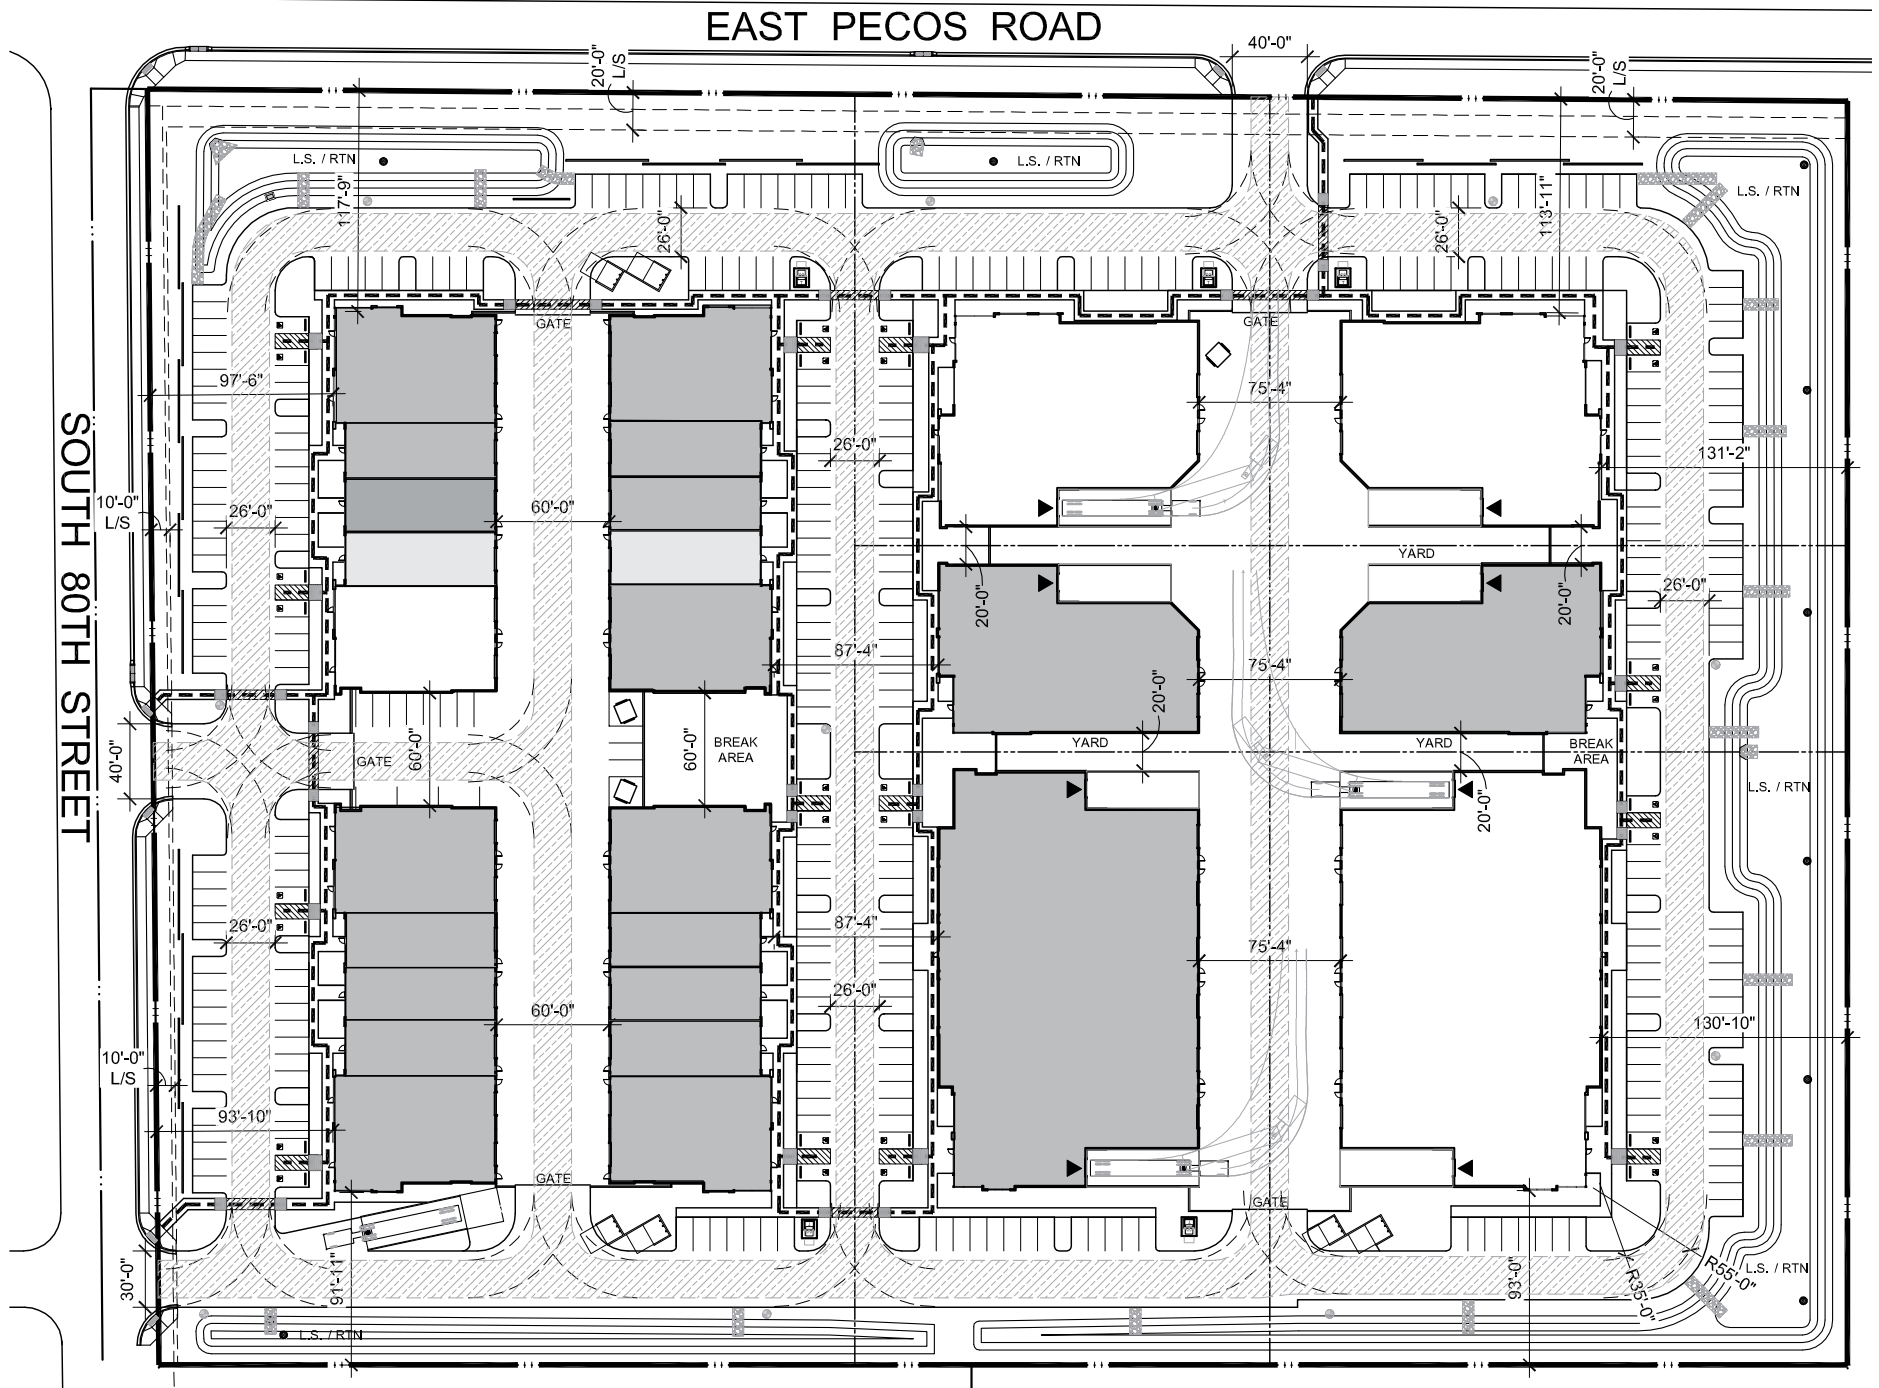 EAST PECOS ROAD
40'-0"
20'-0"
L/S
20'-0"
L/S
L.S. / RTN
L.S. / RTN
L.S. / RTN
117'-9"
26'-0"
26'-0"
113'-11"
GATE
GATE
97'-6"
75'-4"
SOUTH 80TH STREET
26'-0"
131'-2"
10'-0"
L/S
26'-0"
60'-0"
YARD
20'-0"
20'-0"
26'-0"
87'-4"
75'-4"
20'-0"
40'-0"
GATE
60'-0"
60'-0"
BREAK
AREA
YARD
YARD
BREAK
AREA
L.S. / RTN
20'-0"
26'-0"
87'-4"
75'-4"
26'-0"
60'-0"
130'-10"
10'-0"
L/S
93'-10"
GATE
GATE
30'-0"
91'-11"
93'-0"
R35'-0"
R55'-0"
L.S. / RTN
L.S. / RTN